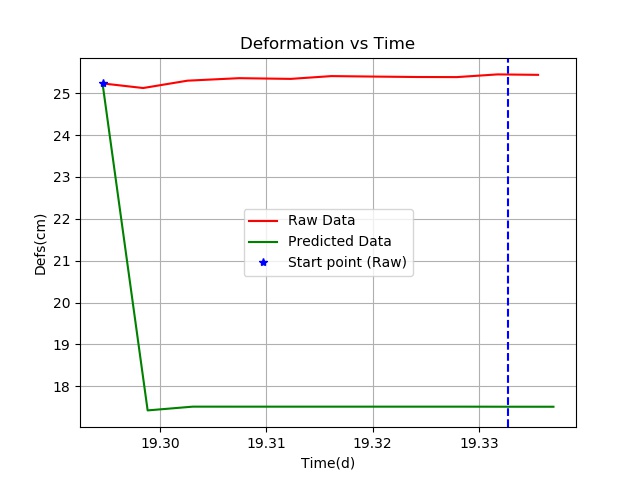 Deformation vs Time
Defs(cm)
25
24
23
22
21
20
19
18
Raw Data
Predicted Data
Start point (Raw)
19.30 19.31 19.32 19.33
Time(d)